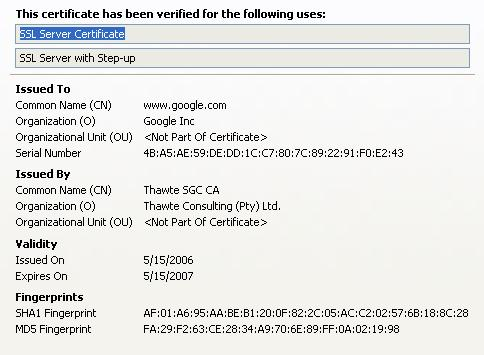 This certificate has been verified for the following uses:
SSL Server Certificate
SSL Server with Step-up
Issued To
Common Name (CN) www.google.com
Organization (O) Google Inc
Organizational Unit (OU) <Not Part Of Certificate>
Serial Number 4B:A5:AE:59:DE:DD:1C:C7:80:7C:89:22:91:F0:E2:43
Issued By
Common Name (CN) Thawte SGC CA
Organization (O) Thawte Consulting (Pty) Ltd.
Organizational Unit (OU) <Not Part Of Certificate>
Validity
Issued On 5/15/2006
Expires On 5/15/2007
Fingerprints
SHA1 Fingerprint AF:01:A6:95:AA:BE:B1:20:0F:82:2C:05:AC:C2:02:57:6B:18:8C:28
MD5 Fingerprint FA:29:F2:63:CE:28:34:A9:70:6E:89:FF:0A:02:19:98